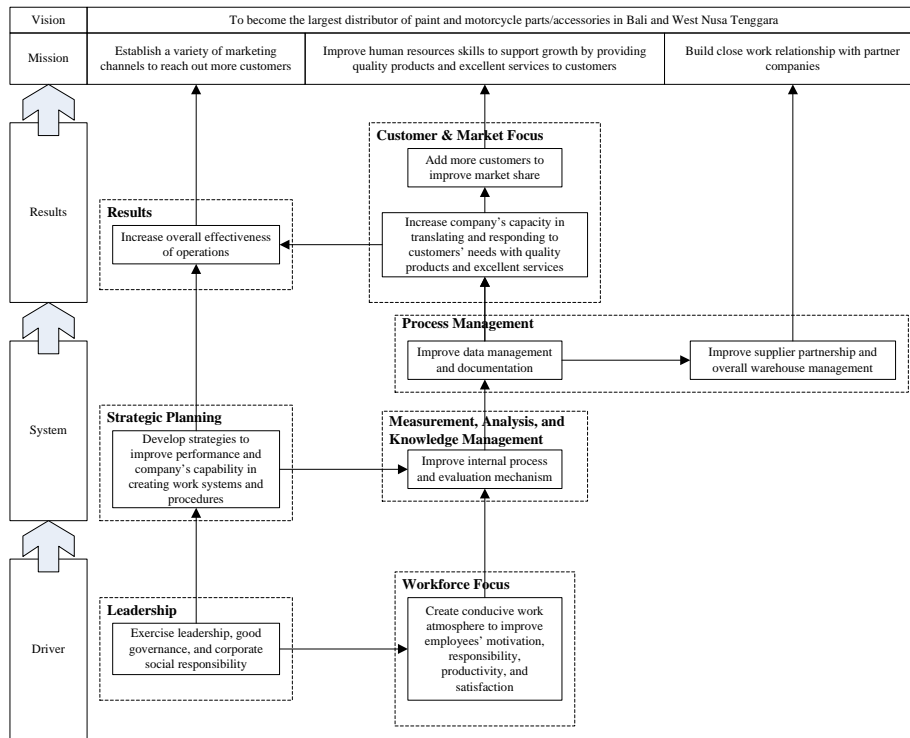 Vision
To become the largest distributor of paint and motorcycle parts/accessories in Bali and West Nusa Tenggara
Mission
Establish a variety of marketing
channels to reach out more customers
Improve human resources skills to support growth by providing
quality products and excellent services to customers
Build close work relationship with partner
companies
Results
Customer & Market Focus
Add more customers to
improve market share
Results
Increase overall effectiveness
of operations
Increase company's capacity in
translating and responding to
customers' needs with quality
products and excellent services
System
Process Management
Improve data management
and documentation
Improve supplier partnership and
overall warehouse management
Strategic Planning
Develop strategies to
improve performance and
company's capability in
creating work systems and
procedures
Measurement, Analysis, and
Knowledge Management
Improve internal process
and evaluation mechanism
Driver
Leadership
Exercise leadership, good
governance, and corporate
social responsibility
Workforce Focus
Create conducive work
atmosphere to improve
employees' motivation,
responsibility,
productivity, and
satisfaction